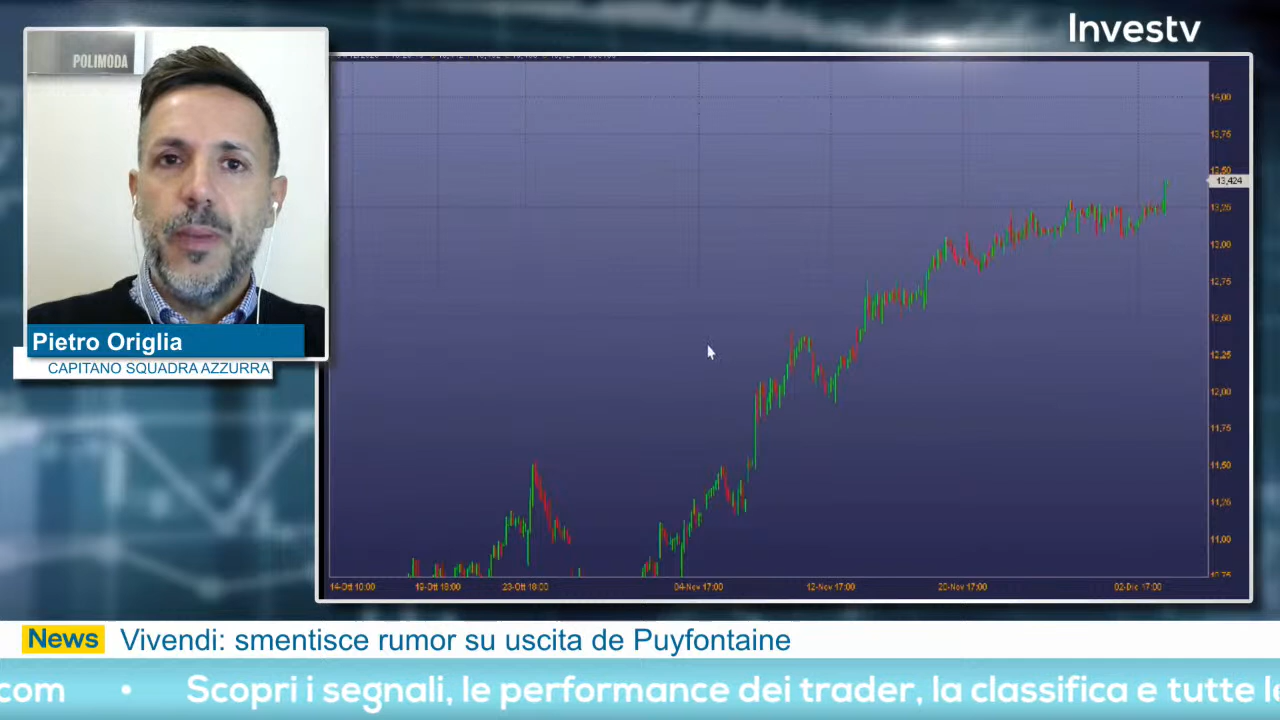 Investv
POLIMODA
14,00
13,75
13,50
13,424
13,25
13,00
12,75
12,50
12,25
12,00
11,75
11,50
11,25
11,00
10,75
14-Ott 10:00
19-Ott 18:00
23-Ott 18:00
04-Nov 17:00
12-Nov 17:00
20-Nov 17:00
02-Dic 17:00
Pietro Origlia
CAPITANO SQUADRA AZZURRA
News Vivendi: smentisce rumor su uscita de Puyfontaine
.com • Scopri i segnali, le performance dei trader, la classifica e tutte le